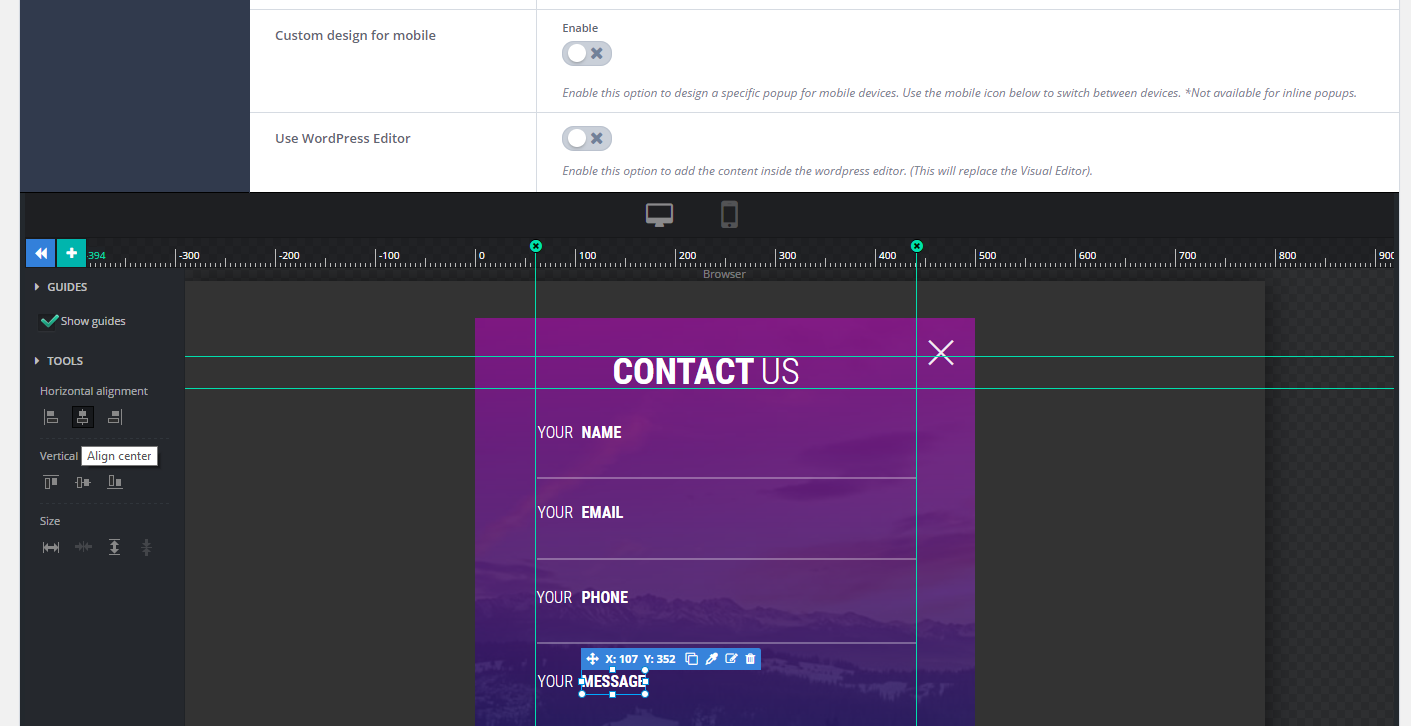 Custom design for mobile
Enable
Enable this option to design a specific popup for mobile devices. Use the mobile icon below to switch between devices. *Not available for inline popups.
Use WordPress Editor
Enable this option to add the content inside the wordpress editor. (This will replace the Visual Editor).
-394 -300 -200 -100 0 100 200 300 400 500 600 700 800 900
Browser
GUIDES
Show guides
TOOLS
Horizontal alignment
Vertical
Align center
Size
CONTACT US
YOUR NAME
YOUR EMAIL
YOUR PHONE
X: 107 Y: 352
YOUR MESSAGE